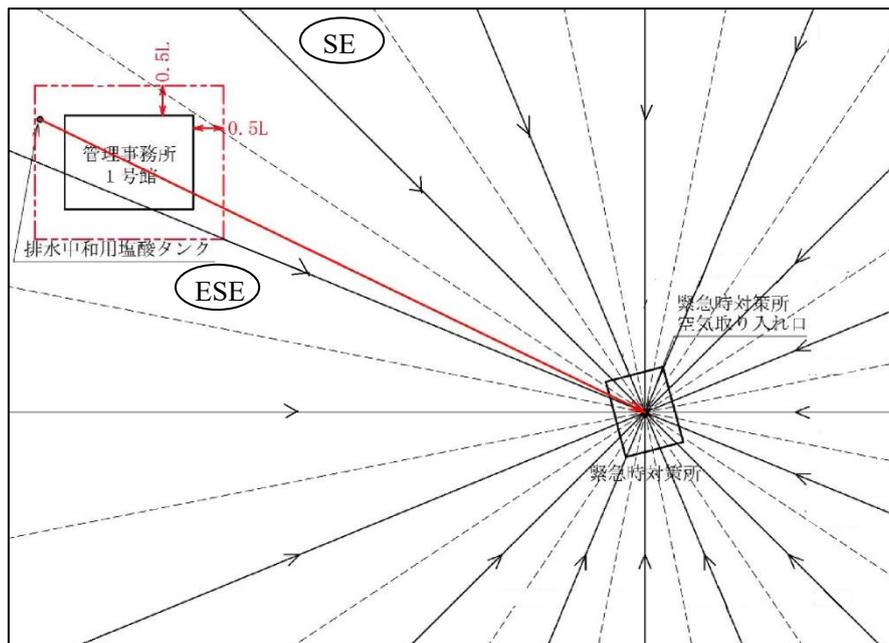 SE
0.5L
0.5L
管理事務所
1号館
排水中和用塩酸タンク
ESE
緊急時対策所
空気取り入れ口
緊急時対策所